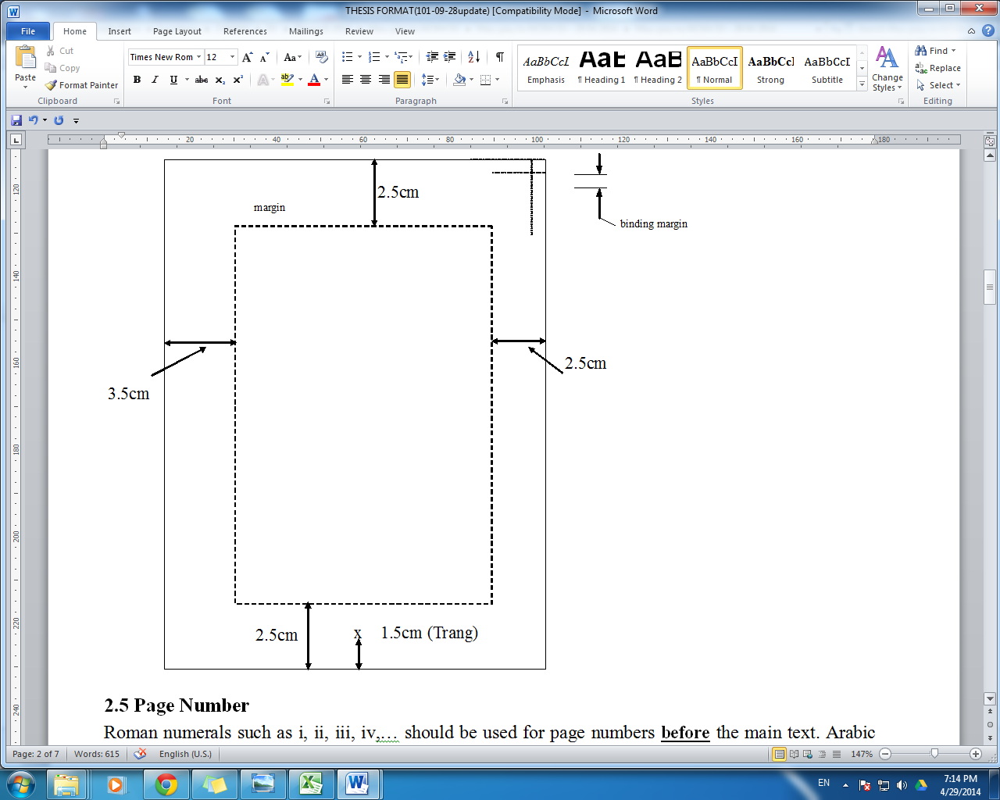 THESIS FORMAT(101-09-28update) [Compatibility Mode] - Microsoft Word
File Home Insert Page Layout References Mailings Review View
Paste
Cut
Copy
Format Painter
Clipboard
Times New Rom 12
Font
Paragraph
AaBbCcI AaB AaB AaBbCcI AaBbCcI AaBbCcI
Emphasis ¶ Heading 1 ¶ Heading 2 ¶ Normal Strong Subtitle
Styles
Change Styles
Find
Replace
Select
Editing
20 40 60 80 100 120 140 160 180
120
140
160
180
200
220
240
2.5cm
margin
binding margin
2.5cm
3.5cm
2.5cm
x 1.5cm (Trang)
2.5 Page Number
Roman numerals such as i, ii, iii, iv,… should be used for page numbers before the main text. Arabic
Page: 2 of 7 Words: 615 English (U.S.) 147%
EN 7:14 PM
4/29/2014